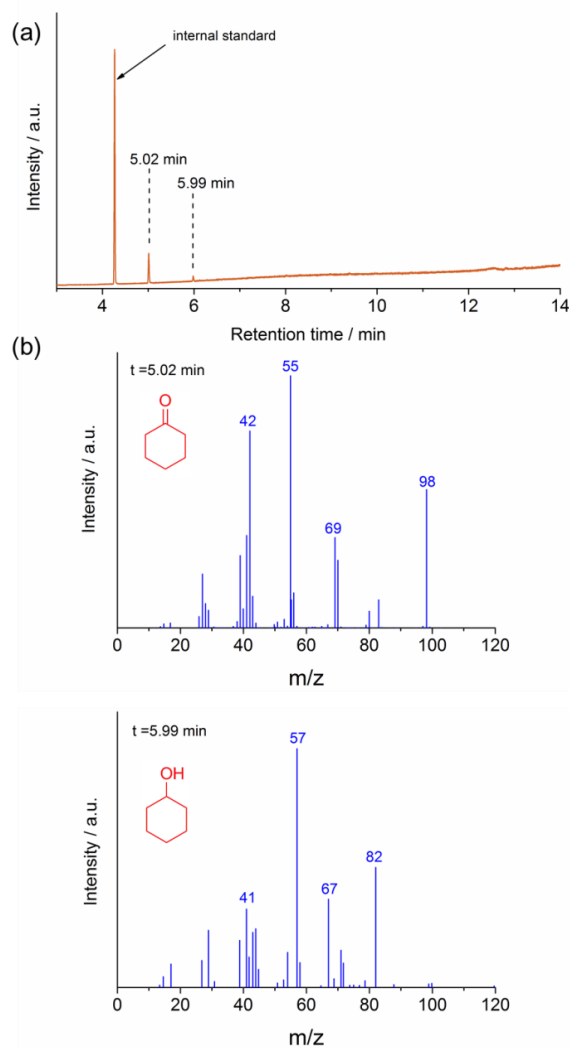 (a)
internal standard
5.02 min
5.99 min
Intensity / a.u.
4 6 8 10 12 14
Retention time / min
(b)
t =5.02 min
O
55
42
98
69
Intensity / a.u.
0 20 40 60 80 100 120
m/z
t =5.99 min
OH
57
82
67
41
Intensity / a.u.
0 20 40 60 80 100 120
m/z